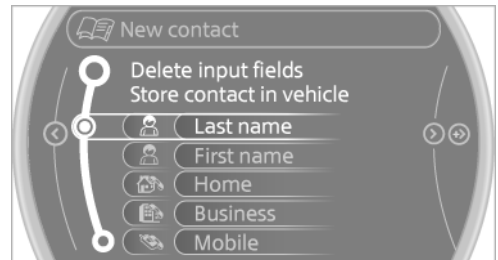 New contact
Delete input fields
Store contact in vehicle
Last name
First name
Home
Business
Mobile